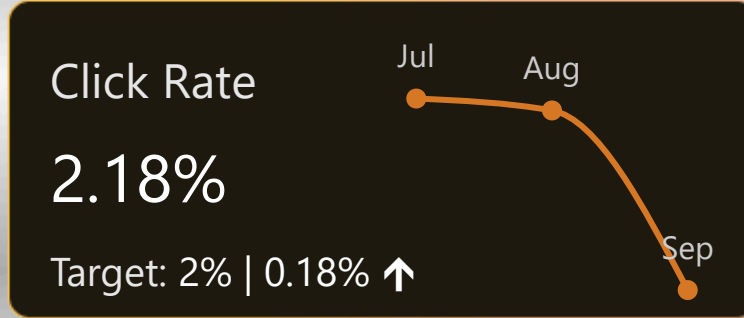 Click Rate
2.18%
Target: 2% | 0.18% 🡹
Jul
Aug
Sep